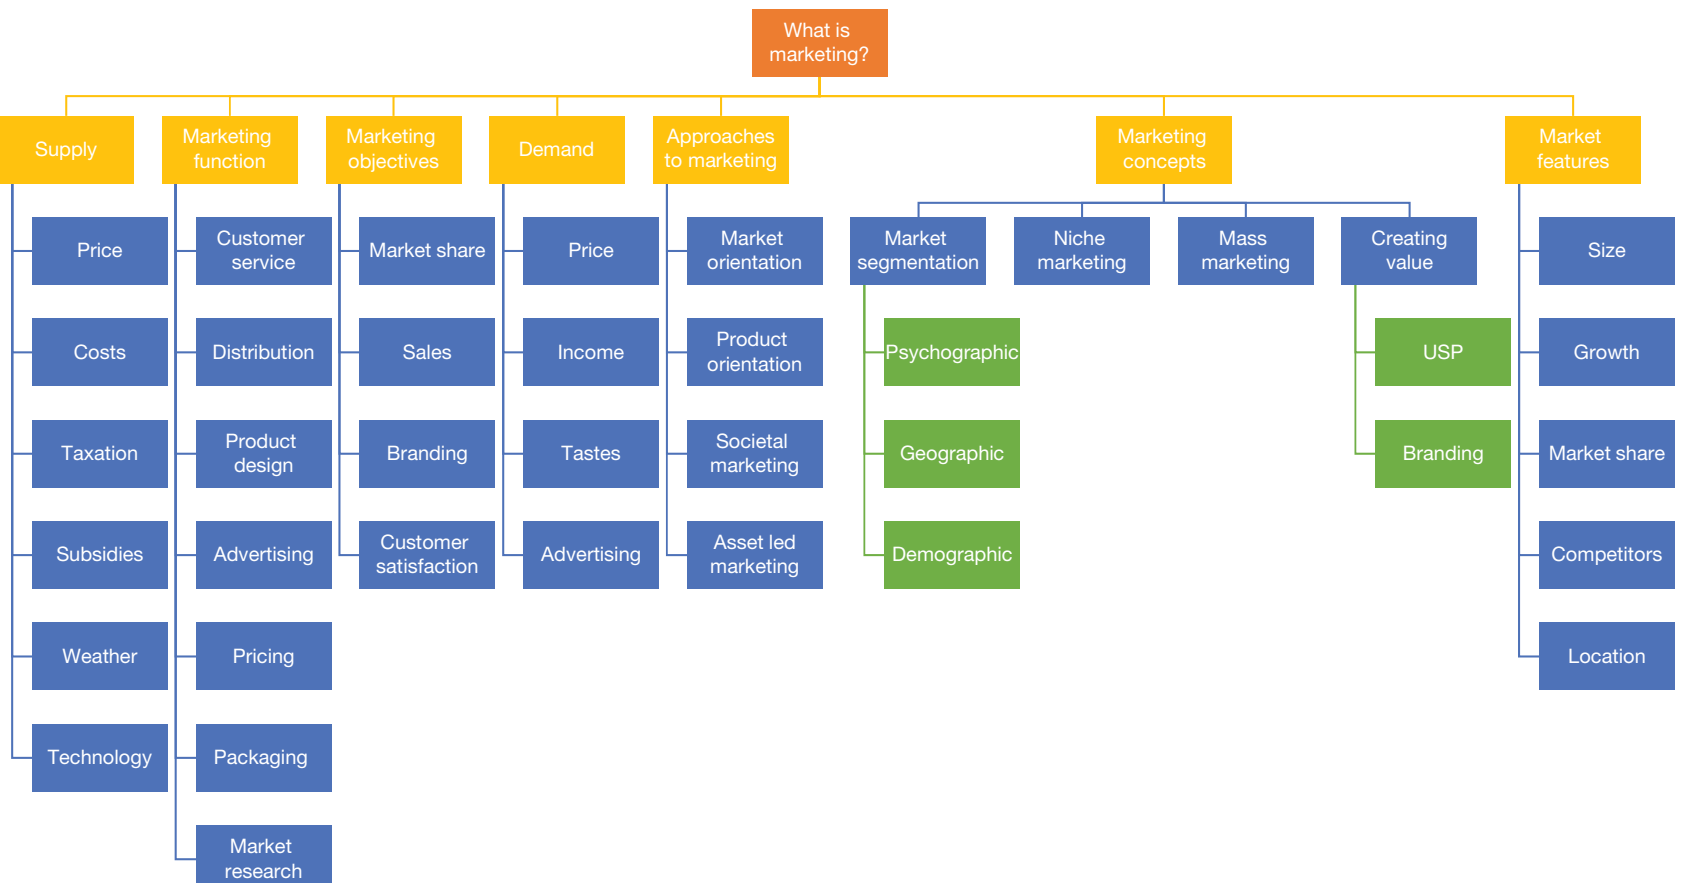 What is
marketing?
Supply
Marketing
function
Marketing
objectives
Demand
Approaches
to marketing
Marketing
concepts
Market
features
Price
Costs
Taxation
Subsidies
Weather
Technology
Customer
service
Distribution
Product
design
Advertising
Pricing
Packaging
Market
research
Market share
Sales
Branding
Customer
satisfaction
Price
Income
Tastes
Advertising
Market
orientation
Product
orientation
Societal
marketing
Asset led
marketing
Market
segmentation
Psychographic
Geographic
Demographic
Niche
marketing
Mass
marketing
Creating
value
USP
Branding
Size
Growth
Market share
Competitors
Location